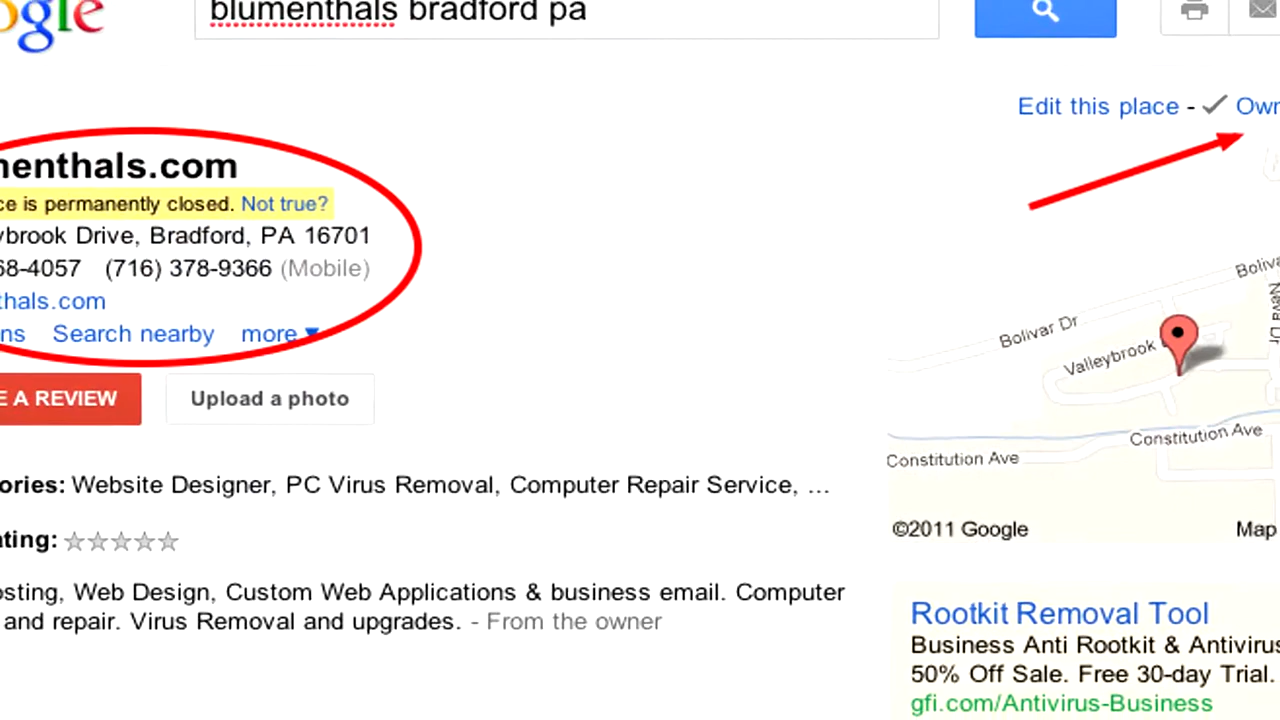 ogle
blumenthals bradford pa
Edit this place - Own
menthals.com
ce is permanently closed. Not true?
ybrook Drive, Bradford, PA 16701
68-4057 (716) 378-9366 (Mobile)
thals.com
ns Search nearby more
E A REVIEW Upload a photo
ories: Website Designer, PC Virus Removal, Computer Repair Service, ...
ating:
osting, Web Design, Custom Web Applications & business email. Computer
and repair. Virus Removal and upgrades. - From the owner
Bolivar
Bolivar Dr
Valleybrook
Constitution Ave
Constitution Ave
©2011 Google Map
Rootkit Removal Tool
Business Anti Rootkit & Antivirus
50% Off Sale. Free 30-day Trial.
gfi.com/Antivirus-Business